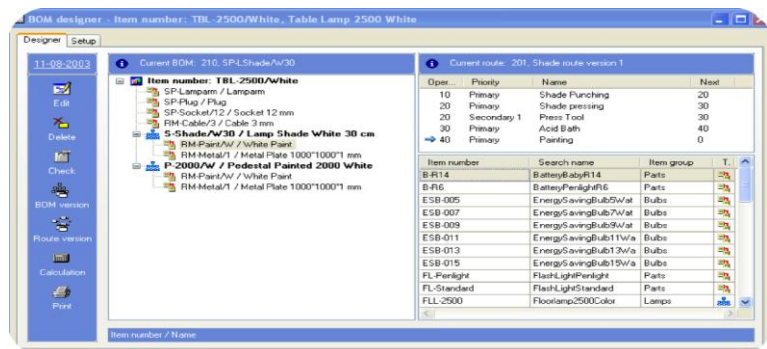 BOM designer - Item number: TBL-2500/White, Table Lamp 2500 White
Designer Setup
11-08-2003
Edit
Delete
Check
BOM version
Route version
Calculation
Print
Current BOM: 210, SP-LShade/W30
Item number: TBL-2500/White
SP-Lamparm / Lamparm
SP-Plug / Plug
SP-Socket/12 / Socket 12 mm
RM-Cable/3 / Cable 3 mm
S-Shade/W30 / Lamp Shade White 30 cm
RM-Paint/W / White Paint
RM-Metal/1 / Metal Plate 1000*1000*1 mm
P-2000/W / Pedestal Painted 2000 White
RM-Paint/W / White Paint
RM-Metal/1 / Metal Plate 1000*1000*1 mm
Current route: 201, Shade route version 1
Oper... Priority Name Next
10 Primary Shade Punching 20
20 Primary Shade pressing 30
20 Secondary 1 Press Tool 30
30 Primary Acid Bath 40
40 Primary Painting 0
Item number Search name Item group T.
B-R14 BatteryBabyR14 Parts
B-R6 BatteryPenlightR6 Parts
ESB-005 EnergySavingBulb5Wat Bulbs
ESB-007 EnergySavingBulb7Wat Bulbs
ESB-009 EnergySavingBulb9Wat Bulbs
ESB-011 EnergySavingBulb11Wa Bulbs
ESB-013 EnergySavingBulb13Wa Bulbs
ESB-015 EnergySavingBulb15Wa Bulbs
FL-Penlight FlashLightPenlight Parts
FL-Standard FlashLightStandard Parts
FLL-2500 Floorlamp2500Color Lamps
Item number / Name